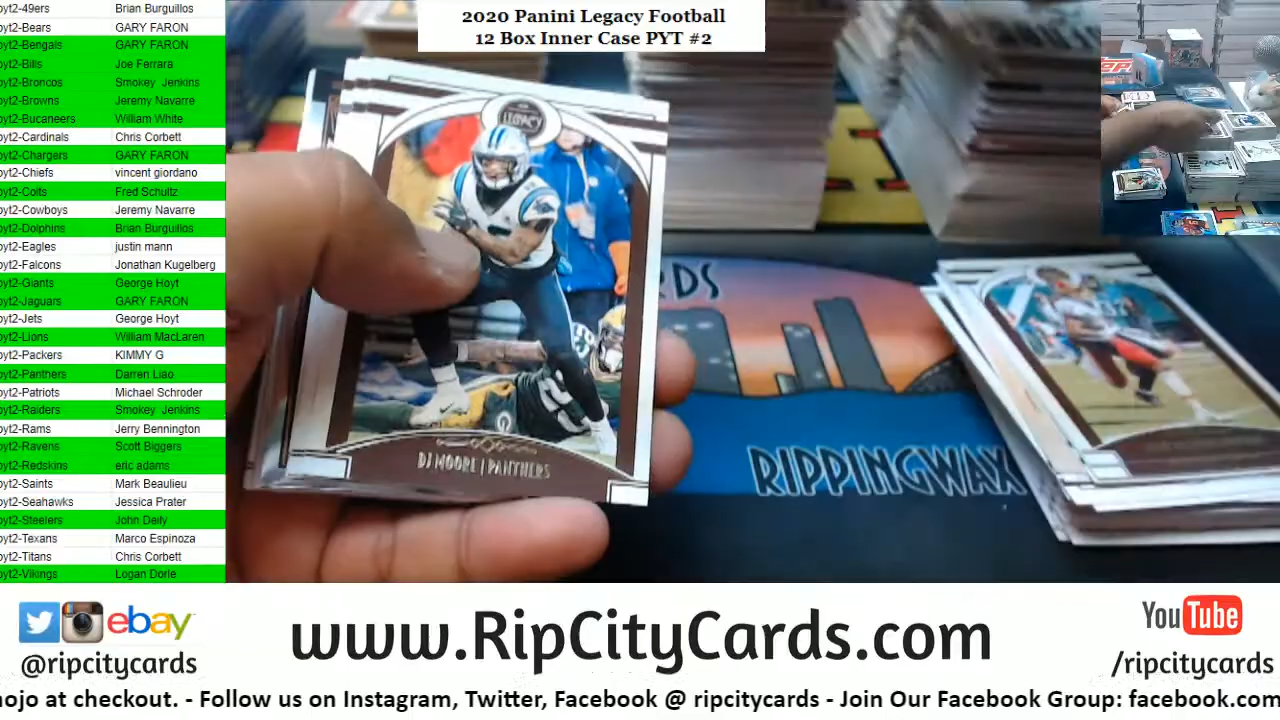 2020 Panini Legacy Football
12 Box Inner Case PYT #2
pyt2-49ers Brian Burguillos
pyt2-Bears GARY FARON
pyt2-Bengals GARY FARON
pyt2-Bills Joe Ferrara
pyt2-Broncos Smokey Jenkins
pyt2-Browns Jeremy Navarre
pyt2-Bucaneers William White
pyt2-Cardinals Chris Corbett
pyt2-Chargers GARY FARON
pyt2-Chiefs vincent giordano
pyt2-Colts Fred Schultz
pyt2-Cowboys Jeremy Navarre
pyt2-Dolphins Brian Burguillos
pyt2-Eagles justin mann
pyt2-Falcons Jonathan Kugelberg
pyt2-Giants George Hoyt
pyt2-Jaguars GARY FARON
pyt2-Jets George Hoyt
pyt2-Lions William MacLaren
pyt2-Packers KIMMY G
pyt2-Panthers Darren Liao
pyt2-Patriots Michael Schroder
pyt2-Raiders Smokey Jenkins
pyt2-Rams Jerry Bennington
pyt2-Ravens Scott Biggers
pyt2-Redskins eric adams
pyt2-Saints Mark Beaulieu
pyt2-Seahawks Jessica Prater
pyt2-Steelers John Deily
pyt2-Texans Marco Espinoza
pyt2-Titans Chris Corbett
pyt2-Vikings Logan Dorle
LEGACY
DJ MOORE | PANTHERS
RDS
RIPPINGWAX
ebay
@ripcitycards
www.RipCityCards.com
YouTube
/ripcitycards
nojo at checkout. - Follow us on Instagram, Twitter, Facebook @ ripcitycards - Join Our Facebook Group: facebook.com